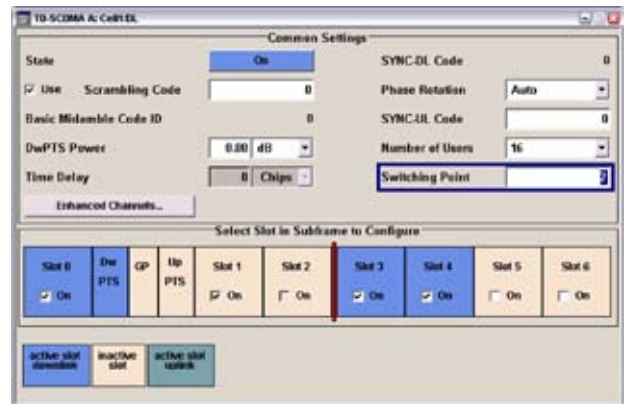 TD-SCDMA A: Cell1 DL
Common Settings
State On SYNC-DL Code 0
Use Scrambling Code 0 Phase Rotation Auto
Basic Midamble Code ID 0 SYNC-UL Code 0
DwPTS Power 0.00 dB Number of Users 16
Time Delay 0 Chips Switching Point 2
Enhanced Channels...
Select Slot in Subframe to Configure
Slot 0 Dw PTS GP Up PTS Slot 1 Slot 2 Slot 3 Slot 4 Slot 5 Slot 6
On On On On On On On
active slot downlink inactive slot active slot uplink